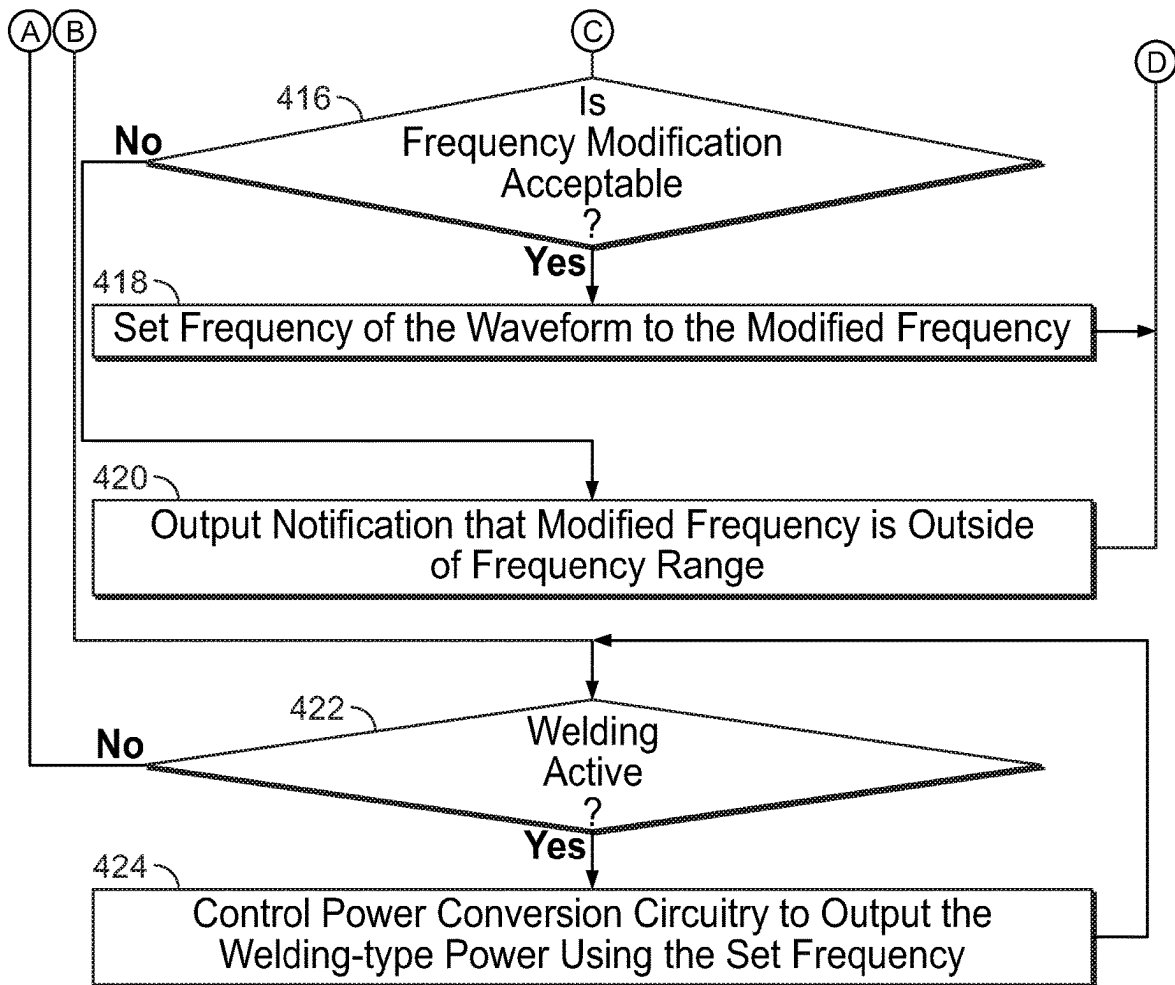 A
B
C
D
416
Is
Frequency Modification
Acceptable
?
No
Yes
418
Set Frequency of the Waveform to the Modified Frequency
420
Output Notification that Modified Frequency is Outside
of Frequency Range
422
Welding
Active
?
No
Yes
424
Control Power Conversion Circuitry to Output the
Welding-type Power Using the Set Frequency